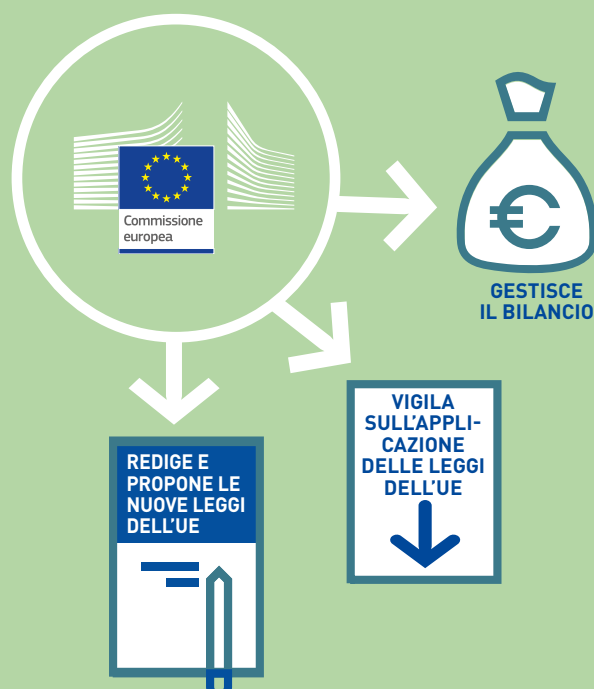 Commissione
europea
GESTISCE
IL BILANCIO
VIGILA
SULL'APPLI-
CAZIONE
DELLE LEGGI
DELL'UE
REDIGE E
PROPONE LE
NUOVE LEGGI
DELL'UE